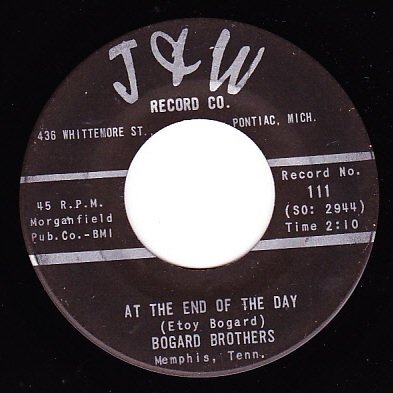 J & W
RECORD CO.
436 WHITTEMORE ST., PONTIAC, MICH.
45 R.P.M.
Morganfield
Pub.Co.-BMI
Record No.
111
(SO: 2944)
Time 2:10
AT THE END OF THE DAY
(Etoy Bogard)
BOGARD BROTHERS
Memphis, Tenn.